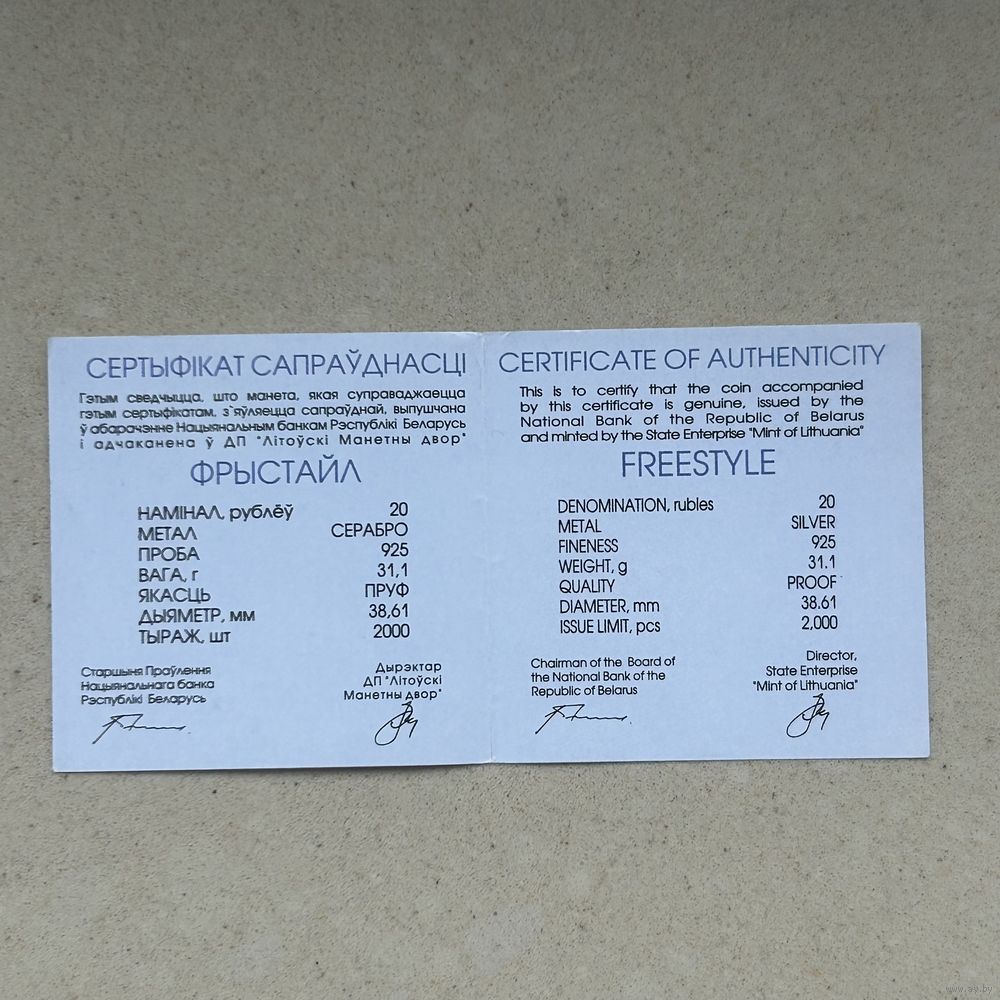 СЕРТЫФІКАТ САПРАЎДНАСЦІ
Гэтым сведчыцца, што манета, якая суправаджаецца
гэтым сертыфікатам, з`яўляецца сапраўднай, выпушчана
ў абарачэнне Нацыянальным банкам Рэспублікі Беларусь
і адчаканена ў ДП "Літоўскі Манетны двор"
ФРЫСТАЙЛ
НАМІНАЛ, рублёў 20
МЕТАЛ СЕРАБРО
ПРОБА 925
ВАГА, г 31,1
ЯКАСЦЬ ПРУФ
ДЫЯМЕТР, мм 38,61
ТЫРАЖ, шт 2000
Старшыня Праўлення
Нацыянальнага банка
Рэспублікі Беларусь
Дырэктар
ДП "Літоўскі
Манетны двор"
CERTIFICATE OF AUTHENTICITY
This is to certify that the coin accompanied
by this certificate is genuine, issued by the
National Bank of the Republic of Belarus
and minted by the State Enterprise "Mint of Lithuania"
FREESTYLE
DENOMINATION, rubles 20
METAL SILVER
FINENESS 925
WEIGHT, g 31.1
QUALITY PROOF
DIAMETER, mm 38.61
ISSUE LIMIT, pcs 2,000
Chairman of the Board of
the National Bank of the
Republic of Belarus
Director,
State Enterprise
"Mint of Lithuania"
www.ay.by